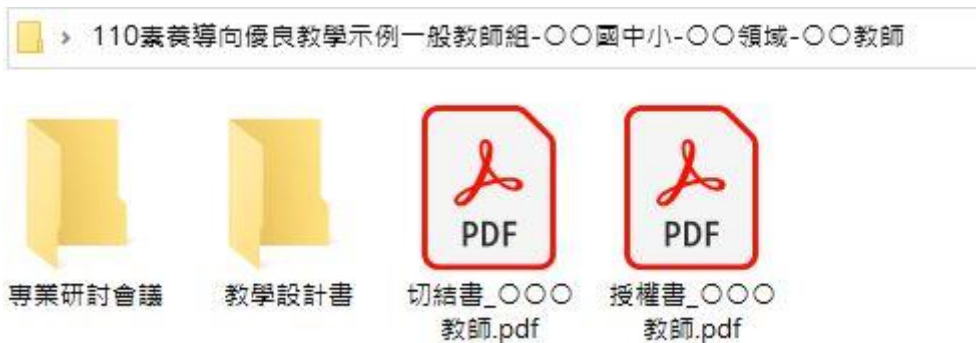 110素養導向優良教學示例一般教師組-○○國中小-○○領域-○○教師
PDF
PDF
專業研討會議
教學設計書
切結書_○○○
教師.pdf
授權書_○○○
教師.pdf